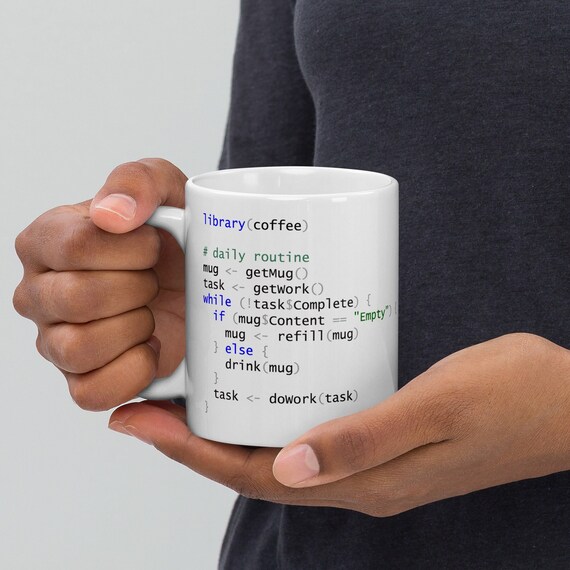 library(coffee)
# daily routine
mug <- getMug()
task <- getWork()
while (!task$Complete) {
if (mug$Content == "Empty") {
mug <- refill(mug)
} else {
drink(mug)
}
task <- doWork(task)
}